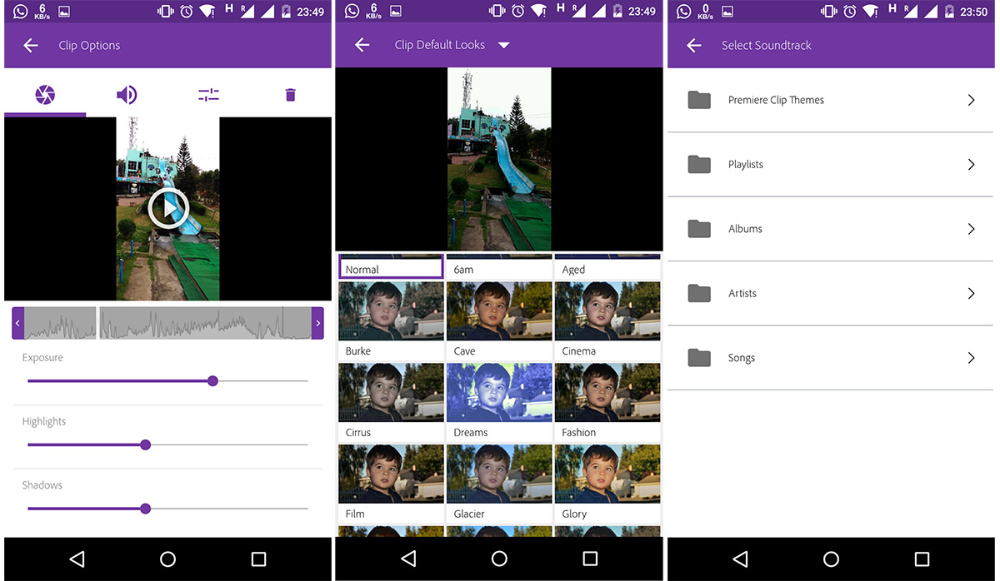 6
KB/s
H
R
23:49
Clip Options
Exposure
Highlights
Shadows
6
KB/s
H
R
23:49
Clip Default Looks
Normal
6am
Aged
Burke
Cave
Cinema
Cirrus
Dreams
Fashion
Film
Glacier
Glory
0
KB/s
H
R
23:50
Select Soundtrack
Premiere Clip Themes
Playlists
Albums
Artists
Songs